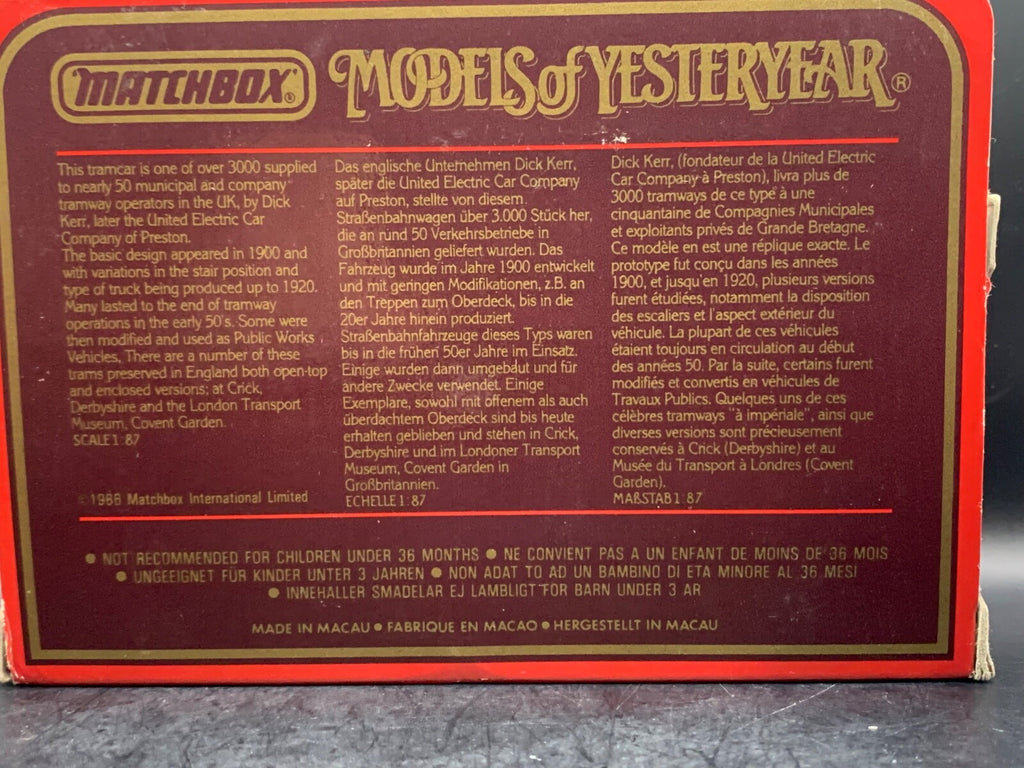 MATCHBOX®
MODELS of YESTERYEAR®
This tramcar is one of over 3000 supplied
to nearly 50 municipal and company
tramway operators in the UK, by Dick
Kerr, later the United Electric Car
Company of Preston.
The basic design appeared in 1900 and
with variations in the stair position and
type of truck being produced up to 1920.
Many lasted to the end of tramway
operations in the early 50's. Some were
then modified and used as Public Works
Vehicles. There are a number of these
trams preserved in England both open-top
and enclosed versions; at Crick,
Derbyshire and the London Transport
Museum, Covent Garden.
SCALE 1:87
©1988 Matchbox International Limited
Das englische Unternehmen Dick Kerr,
später die United Electric Car Company
auf Preston, stellte von diesem
Straßenbahnwagen über 3.000 Stück her,
die an rund 50 Verkehrsbetriebe in
Großbritannien geliefert wurden. Das
Fahrzeug wurde im Jahre 1900 entwickelt
und mit geringen Modifikationen, z.B. an
den Treppen zum Oberdeck, bis in die
20er Jahre hinein produziert.
Straßenbahnfahrzeuge dieses Typs waren
bis in die frühen 50er Jahre im Einsatz.
Einige wurden dann umgebaut und für
andere Zwecke verwendet. Einige
Exemplare, sowohl mit offenem als auch
überdachtem Oberdeck sind bis heute
erhalten geblieben und stehen in Crick,
Derbyshire und im Londoner Transport
Museum, Covent Garden in
Großbritannien.
ECHELLE 1:87
Dick Kerr, (fondateur de la United Electric
Car Company à Preston), livra plus de
3000 tramways de ce type à une
cinquantaine de Compagnies Municipales
et exploitants privés de Grande Bretagne.
Ce modèle en est une réplique exacte. Le
prototype fut conçu dans les années
1900, et jusqu'en 1920, plusieurs versions
furent étudiées, notamment la disposition
des escaliers et l'aspect extérieur du
véhicule. La plupart de ces véhicules
étaient toujours en circulation au début
des années 50. Par la suite, certains furent
modifiés et convertis en véhicules de
Travaux Publics. Quelques uns de ces
célèbres tramways "à impériale", ainsi que
diverses versions sont précieusement
conservés à Crick (Derbyshire) et au
Musée du Transport à Londres (Covent
Garden).
MAßSTAB 1:87
● NOT RECOMMENDED FOR CHILDREN UNDER 36 MONTHS ● NE CONVIENT PAS A UN ENFANT DE MOINS DE 36 MOIS
● UNGEEIGNET FÜR KINDER UNTER 3 JAHREN ● NON ADAT TO AD UN BAMBINO DI ETA MINORE AL 36 MESI
● INNEHALLER SMADELAR EJ LAMBLIGT FOR BARN UNDER 3 AR
MADE IN MACAU ● FABRIQUE EN MACAO ● HERGESTELLT IN MACAU